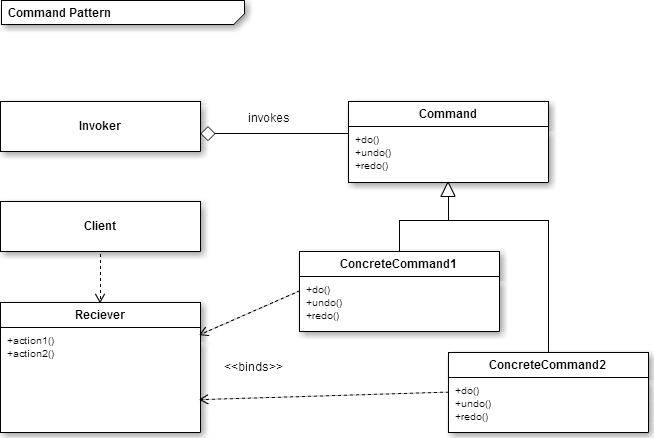 Command Pattern
Invoker
invokes
Command
+do()
+undo()
+redo()
Client
ConcreteCommand1
+do()
+undo()
+redo()
Reciever
+action1()
+action2()
<<binds>>
ConcreteCommand2
+do()
+undo()
+redo()